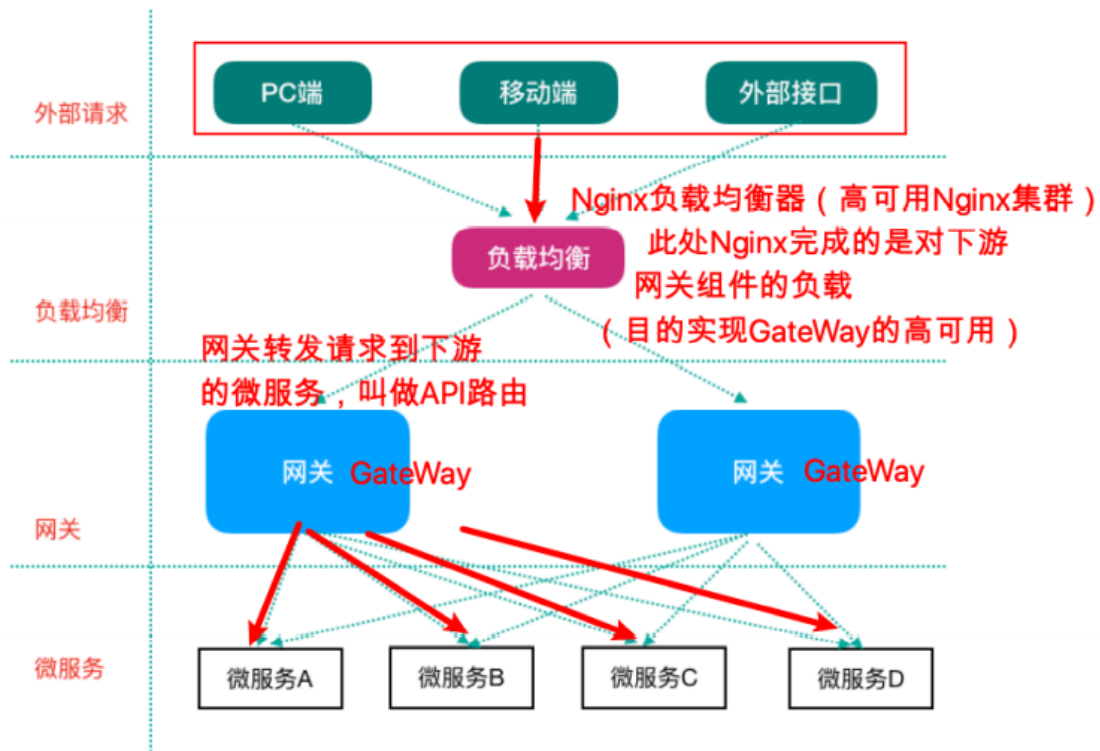 PC端
移动端
外部接口
外部请求
Nginx负载均衡器（高可用Nginx集群）
此处Nginx完成的是对下游
负载均衡
网关组件的负载
负载均衡
（目的实现GateWay的高可用）
网关转发请求到下游
的微服务，叫做API路由
网关 GateWay
网关 GateWay
网关
微服务
微服务A
微服务B
微服务C
微服务D